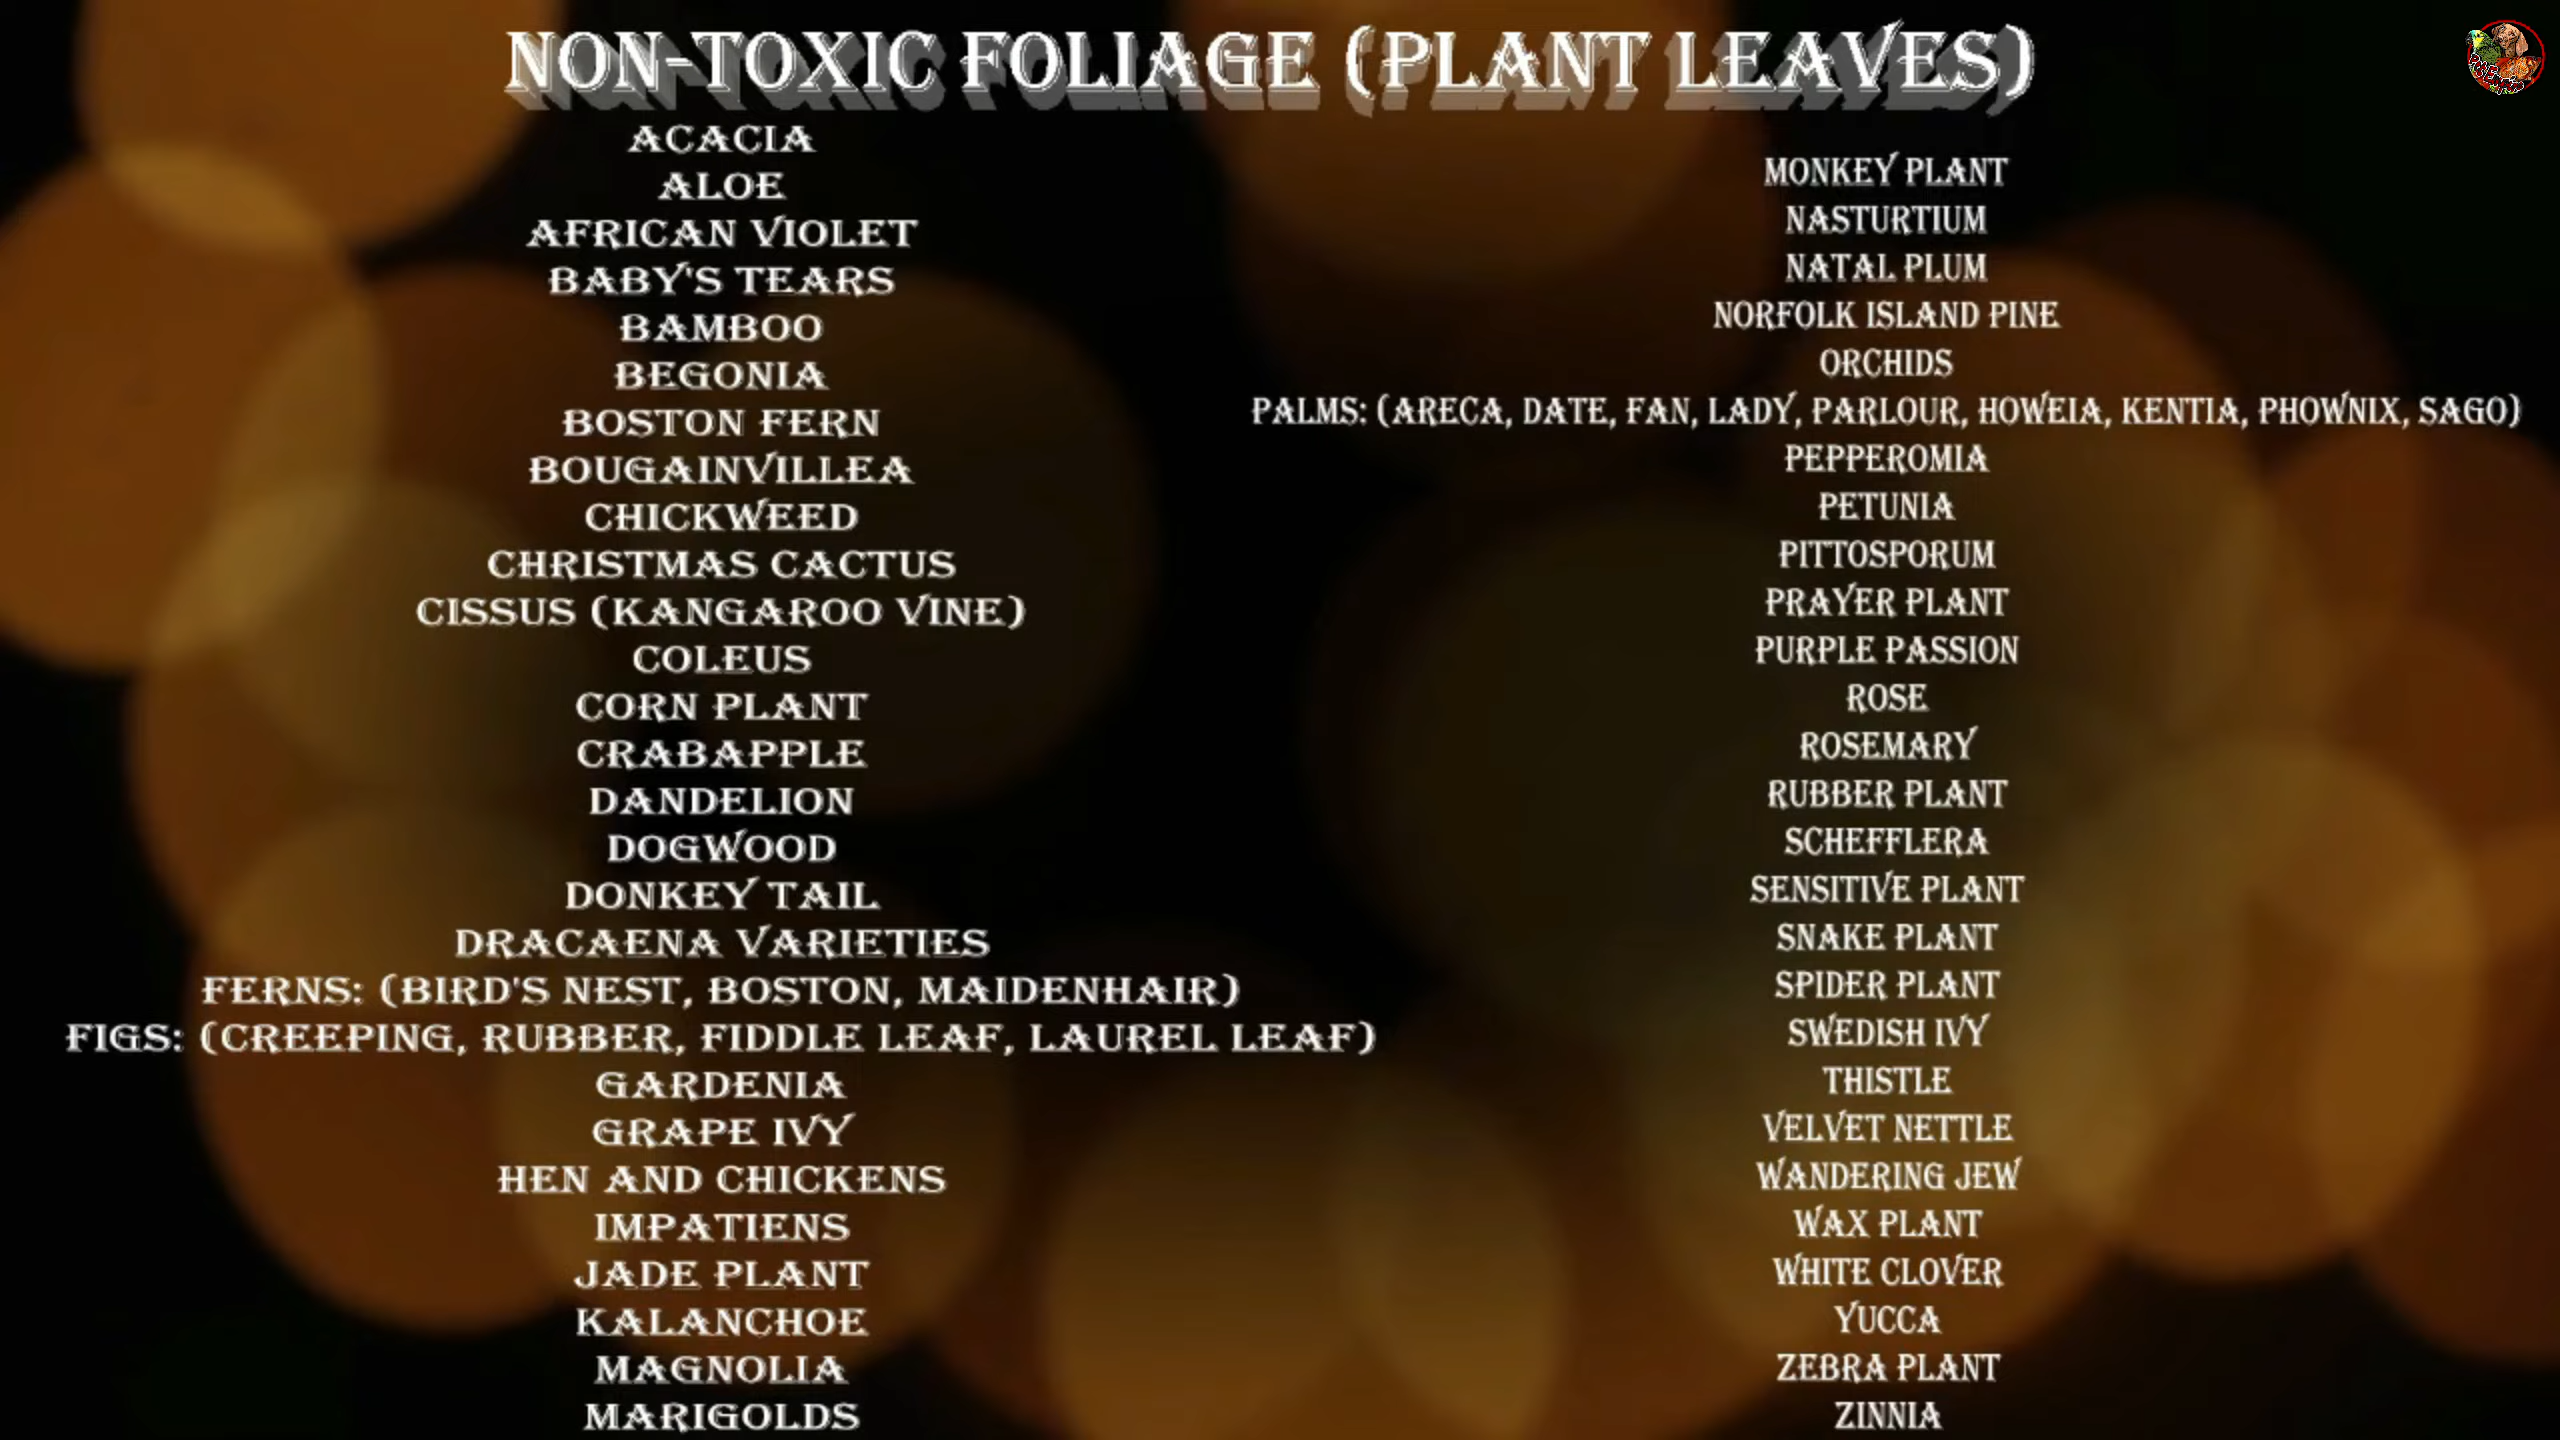 NON-TOXIC FOLIAGE (PLANT LEAVES)
ACACIA
ALOE
AFRICAN VIOLET
BABY'S TEARS
BAMBOO
BEGONIA
BOSTON FERN
BOUGAINVILLEA
CHICKWEED
CHRISTMAS CACTUS
CISSUS (KANGAROO VINE)
COLEUS
CORN PLANT
CRABAPPLE
DANDELION
DOGWOOD
DONKEY TAIL
DRACAENA VARIETIES
FERNS: (BIRD'S NEST, BOSTON, MAIDENHAIR)
FIGS: (CREEPING, RUBBER, FIDDLE LEAF, LAUREL LEAF)
GARDENIA
GRAPE IVY
HEN AND CHICKENS
IMPATIENS
JADE PLANT
KALANCHOE
MAGNOLIA
MARIGOLDS
MONKEY PLANT
NASTURTIUM
NATAL PLUM
NORFOLK ISLAND PINE
ORCHIDS
PALMS: (ARECA, DATE, FAN, LADY, PARLOUR, HOWEIA, KENTIA, PHOWNIX, SAGO)
PEPPEROMIA
PETUNIA
PITTOSPORUM
PRAYER PLANT
PURPLE PASSION
ROSE
ROSEMARY
RUBBER PLANT
SCHEFFLERA
SENSITIVE PLANT
SNAKE PLANT
SPIDER PLANT
SWEDISH IVY
THISTLE
VELVET NETTLE
WANDERING JEW
WAX PLANT
WHITE CLOVER
YUCCA
ZEBRA PLANT
ZINNIA